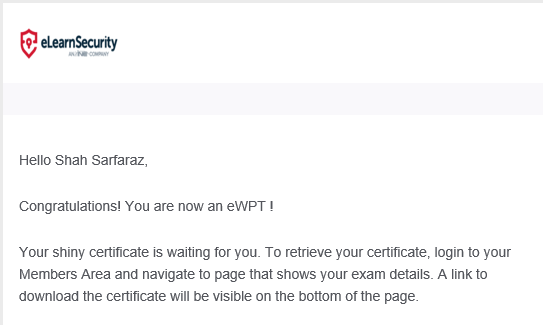 eLearnSecurity
AN INE COMPANY
Hello Shah Sarfaraz,
Congratulations! You are now an eWPT !
Your shiny certificate is waiting for you. To retrieve your certificate, login to your
Members Area and navigate to page that shows your exam details. A link to
download the certificate will be visible on the bottom of the page.